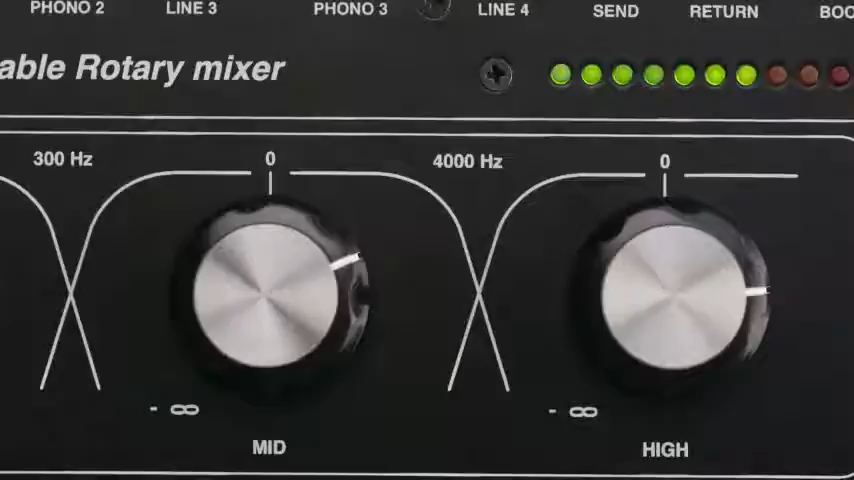 PHONO 2 LINE 3 PHONO 3 LINE 4 SEND RETURN
able Rotary mixer
300 Hz 0 4000 Hz 0
- ∞ - ∞
MID HIGH